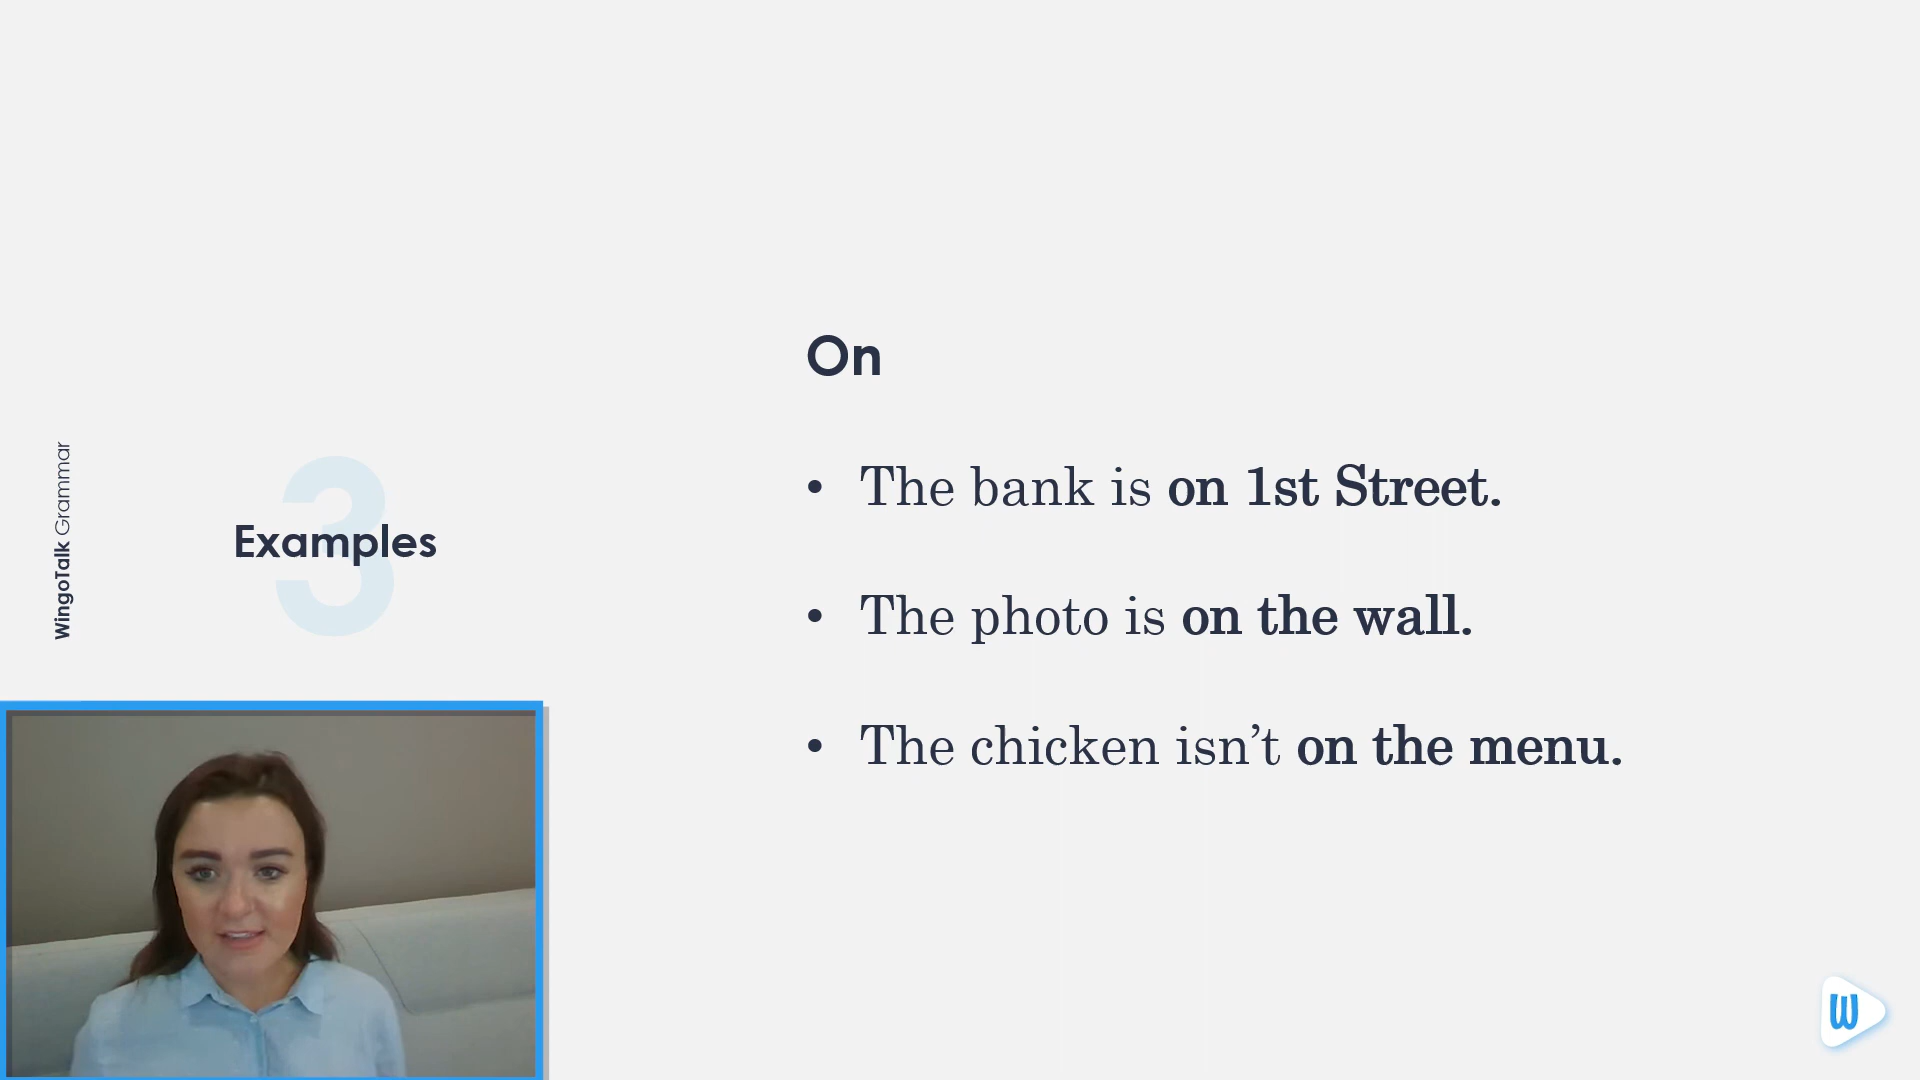 WingoTalk Grammar
3
Examples
On
• The bank is on 1st Street.
• The photo is on the wall.
• The chicken isn’t on the menu.
W